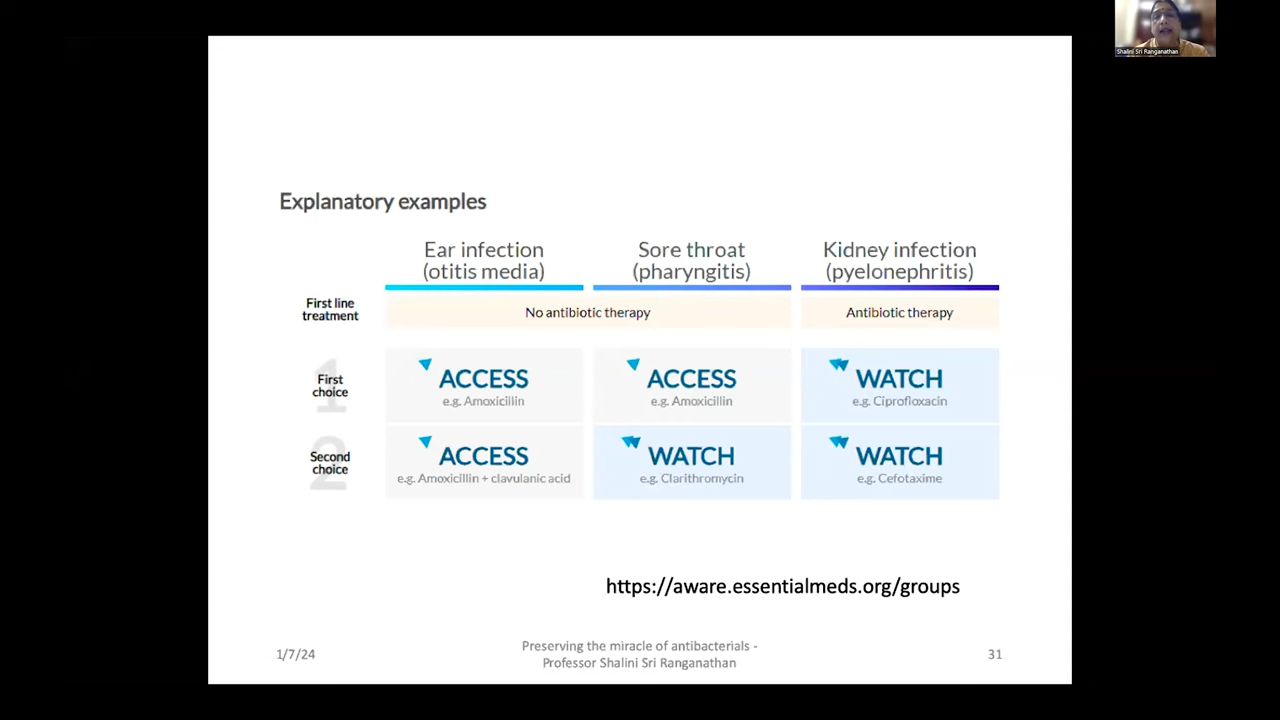 Shalini Sri Ranganathan
Explanatory examples
Ear infection
(otitis media)
Sore throat
(pharyngitis)
Kidney infection
(pyelonephritis)
First line
treatment
No antibiotic therapy
Antibiotic therapy
1
First
choice
ACCESS
e.g. Amoxicillin
ACCESS
e.g. Amoxicillin
WATCH
e.g. Ciprofloxacin
2
Second
choice
ACCESS
e.g. Amoxicillin + clavulanic acid
WATCH
e.g. Clarithromycin
WATCH
e.g. Cefotaxime
https://aware.essentialmeds.org/groups
1/7/24
Preserving the miracle of antibacterials -
Professor Shalini Sri Ranganathan
31